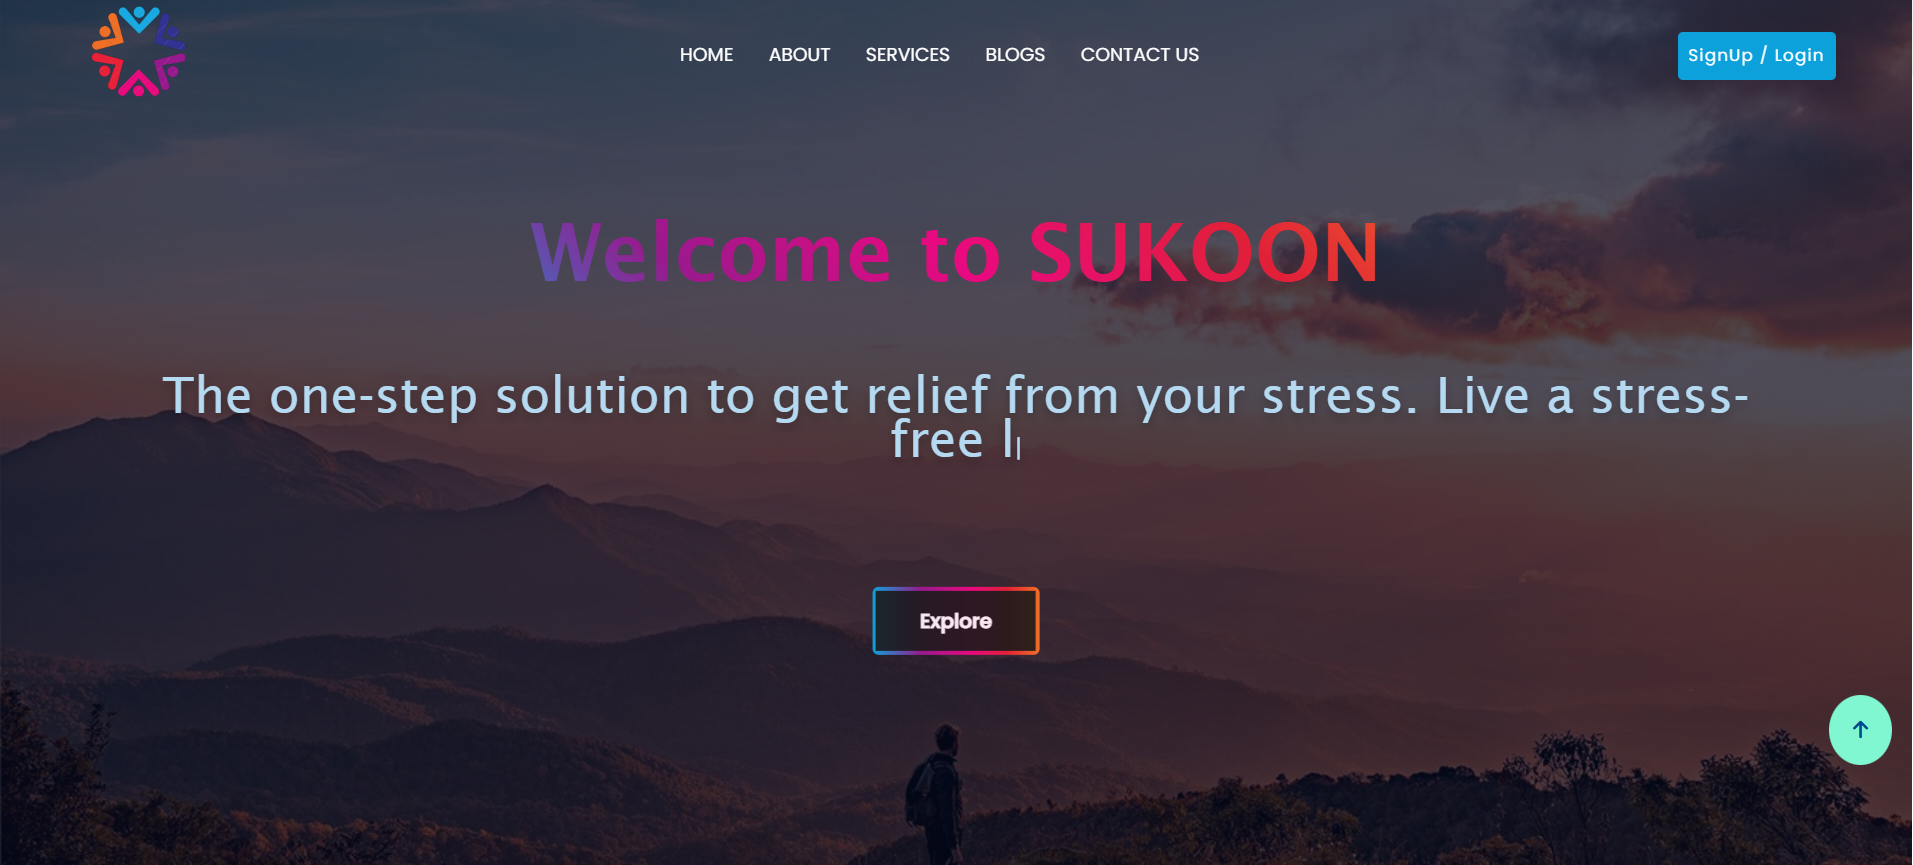 HOME ABOUT SERVICES BLOGS CONTACT US SignUp / Login
Welcome to SUKOON
The one-step solution to get relief from your stress. Live a stress-
free l
Explore